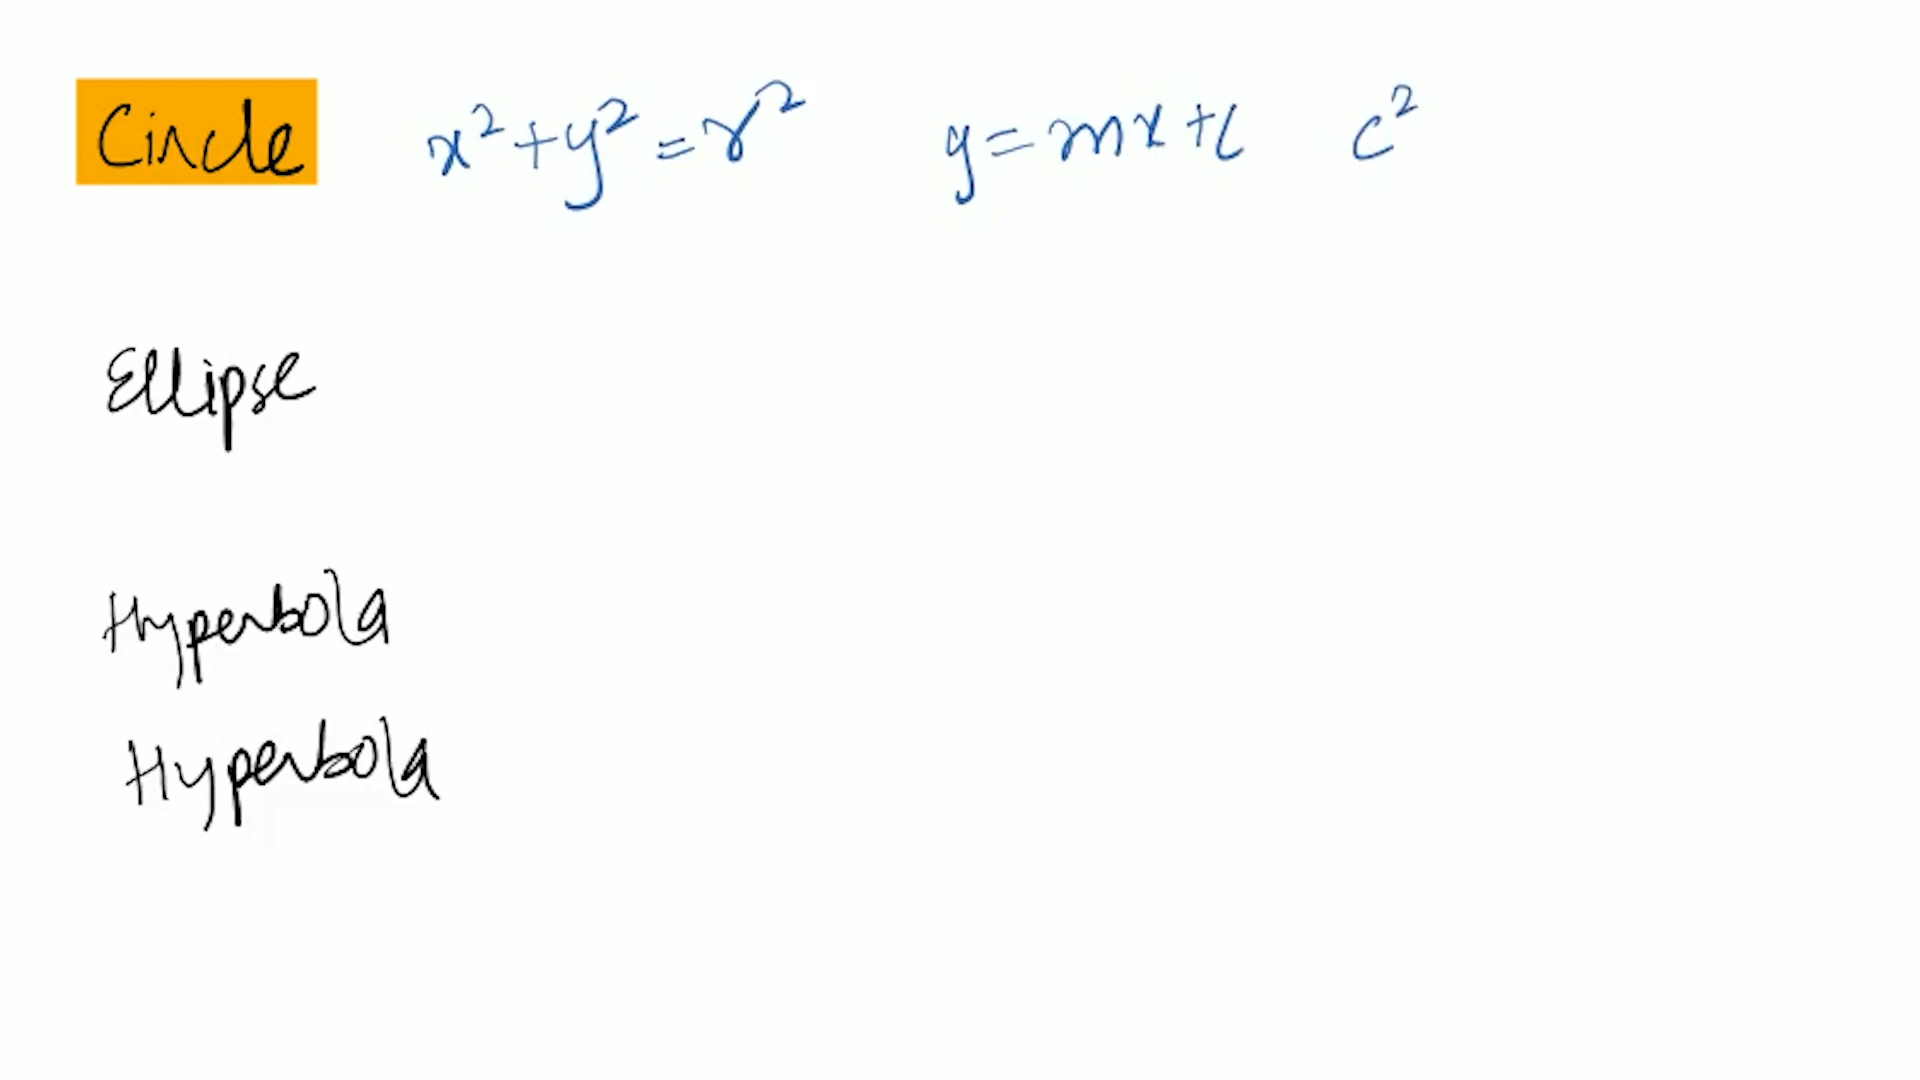 Circle x²+y²=r² y=mx+c c²
Ellipse
Hyperbola
Hyperbola